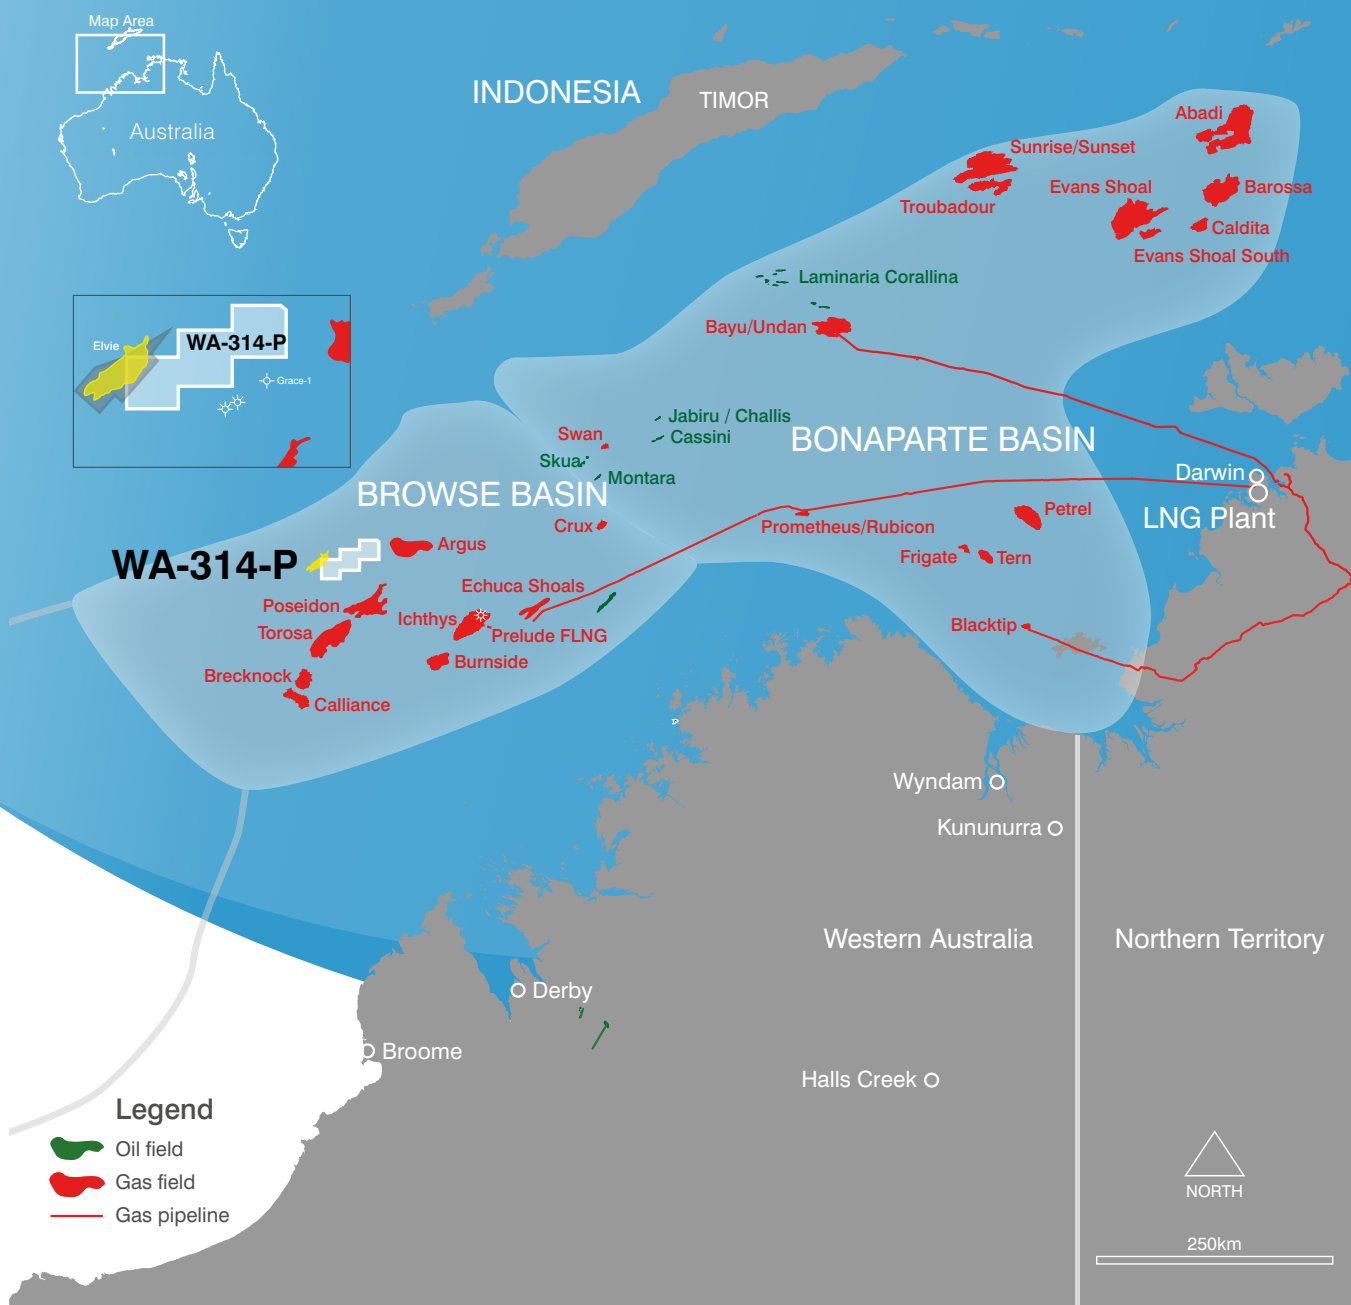 Map Area
Australia
INDONESIA
TIMOR
Abadi
Sunrise/Sunset
Evans Shoal
Barossa
Troubadour
Caldita
Evans Shoal South
Laminaria Corallina
Bayu/Undan
Elvie
WA-314-P
Grace-1
Jabiru / Challis
Swan
Cassini
BONAPARTE BASIN
Skua
Montara
Darwin
BROWSE BASIN
LNG Plant
Petrel
Crux
Prometheus/Rubicon
Argus
Frigate
Tern
WA-314-P
Echuca Shoals
Poseidon
Ichthys
Blacktip
Torosa
Prelude FLNG
Burnside
Brecknock
Calliance
Wyndam
Kununurra
Western Australia
Northern Territory
Derby
Broome
Halls Creek
Legend
Oil field
Gas field
Gas pipeline
NORTH
250km